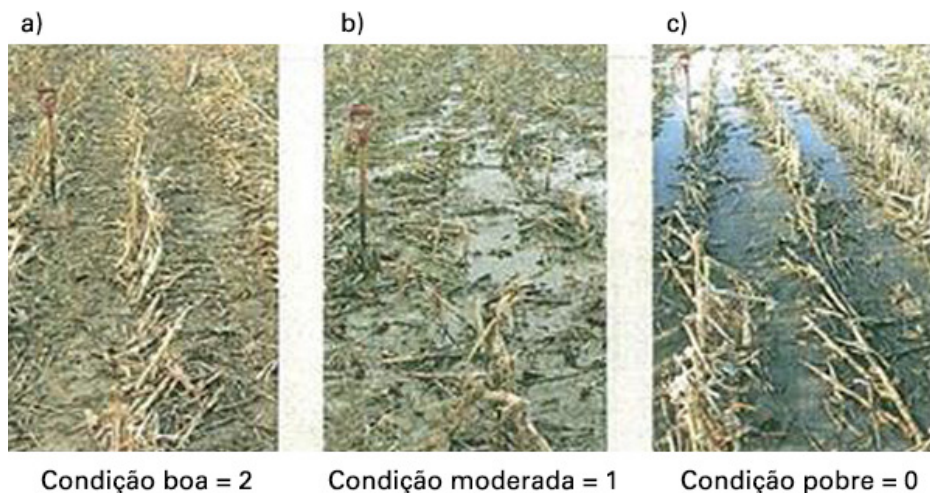 a) b) c)
Condição boa = 2 Condição moderada = 1 Condição pobre = 0